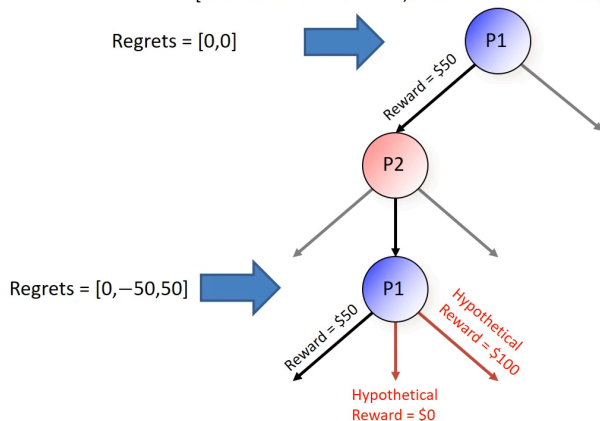 Regrets = [0,0]
P1
Reward = $50
P2
Regrets = [0,−50,50]
P1
Reward = $50
Hypothetical
Reward = $100
Hypothetical
Reward = $0